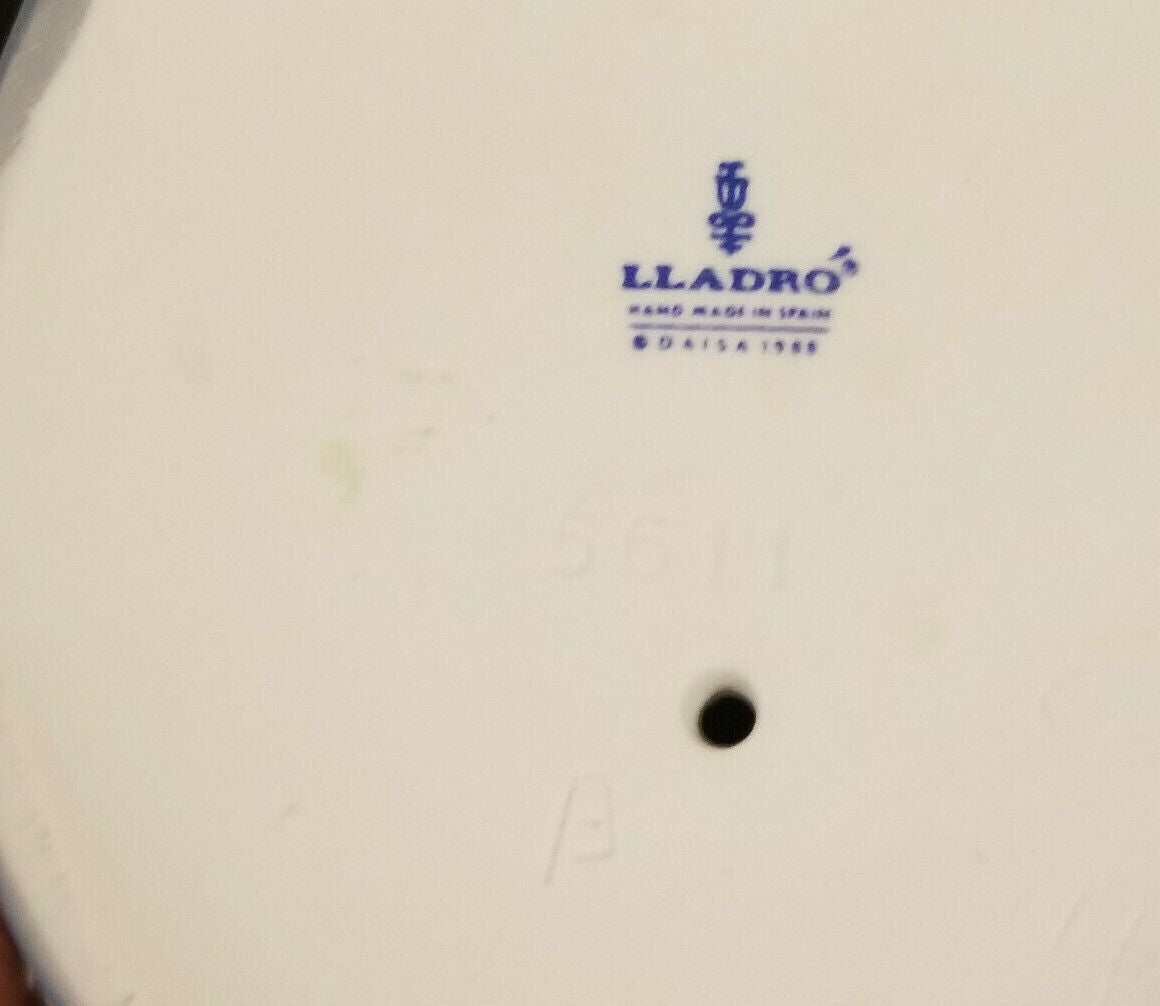 LLADRÓ®
HAND MADE IN SPAIN
© DAISA 1988
5611